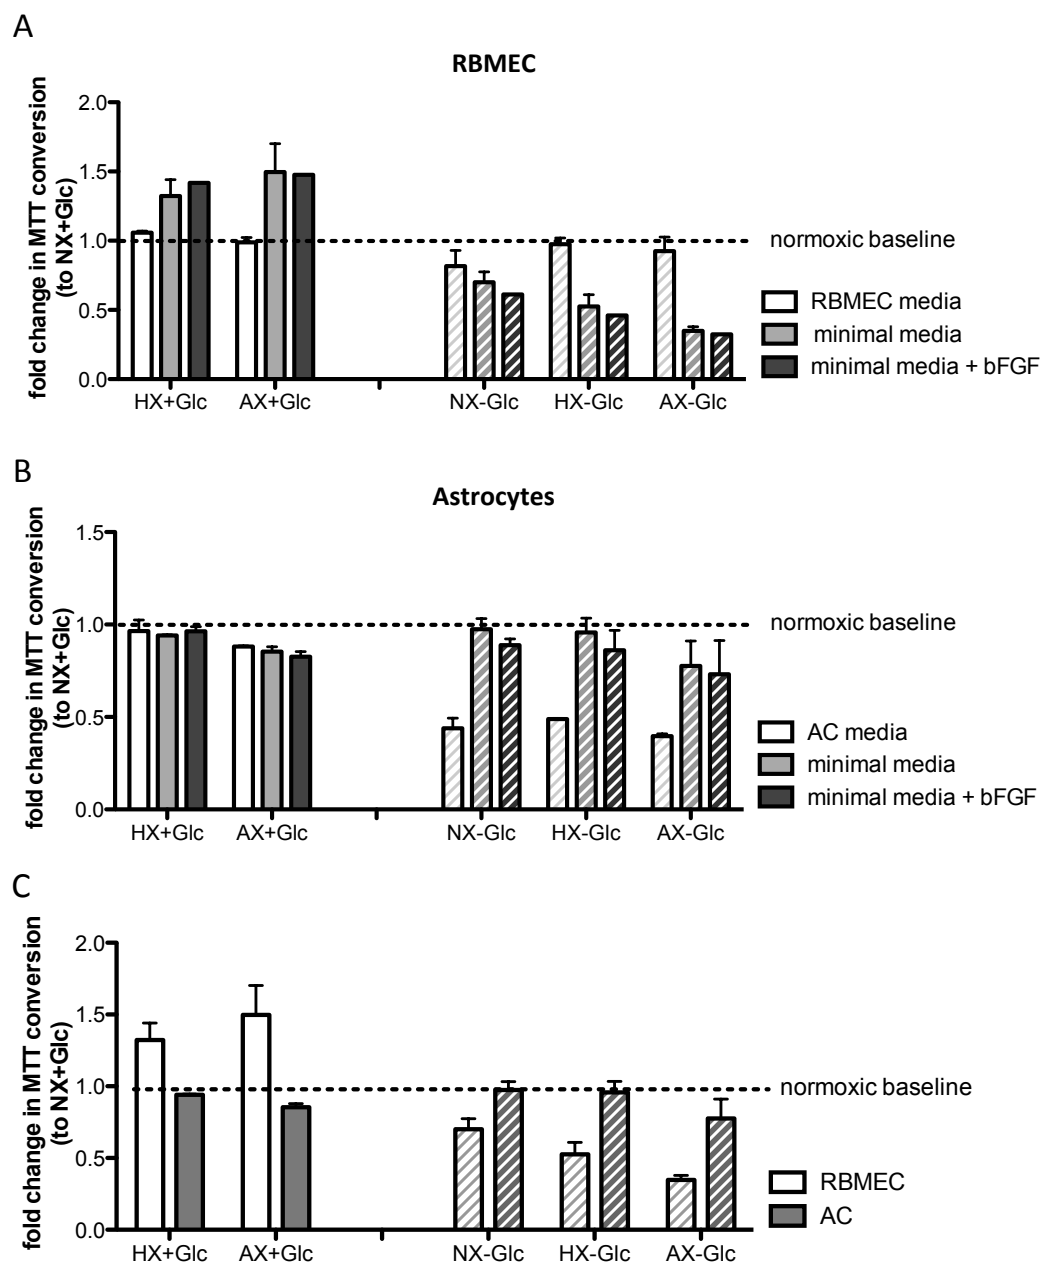 A
RBMEC
fold change in MTT conversion
(to NX+Glc)
2.0
1.5
1.0
0.5
0.0
normoxic baseline
RBMEC media
minimal media
minimal media + bFGF
HX+Glc AX+Glc NX-Glc HX-Glc AX-Glc
B
Astrocytes
fold change in MTT conversion
(to NX+Glc)
1.5
1.0
0.5
0.0
normoxic baseline
AC media
minimal media
minimal media + bFGF
HX+Glc AX+Glc NX-Glc HX-Glc AX-Glc
C
fold change in MTT conversion
(to NX+Glc)
2.0
1.5
1.0
0.5
0.0
normoxic baseline
RBMEC
AC
HX+Glc AX+Glc NX-Glc HX-Glc AX-Glc